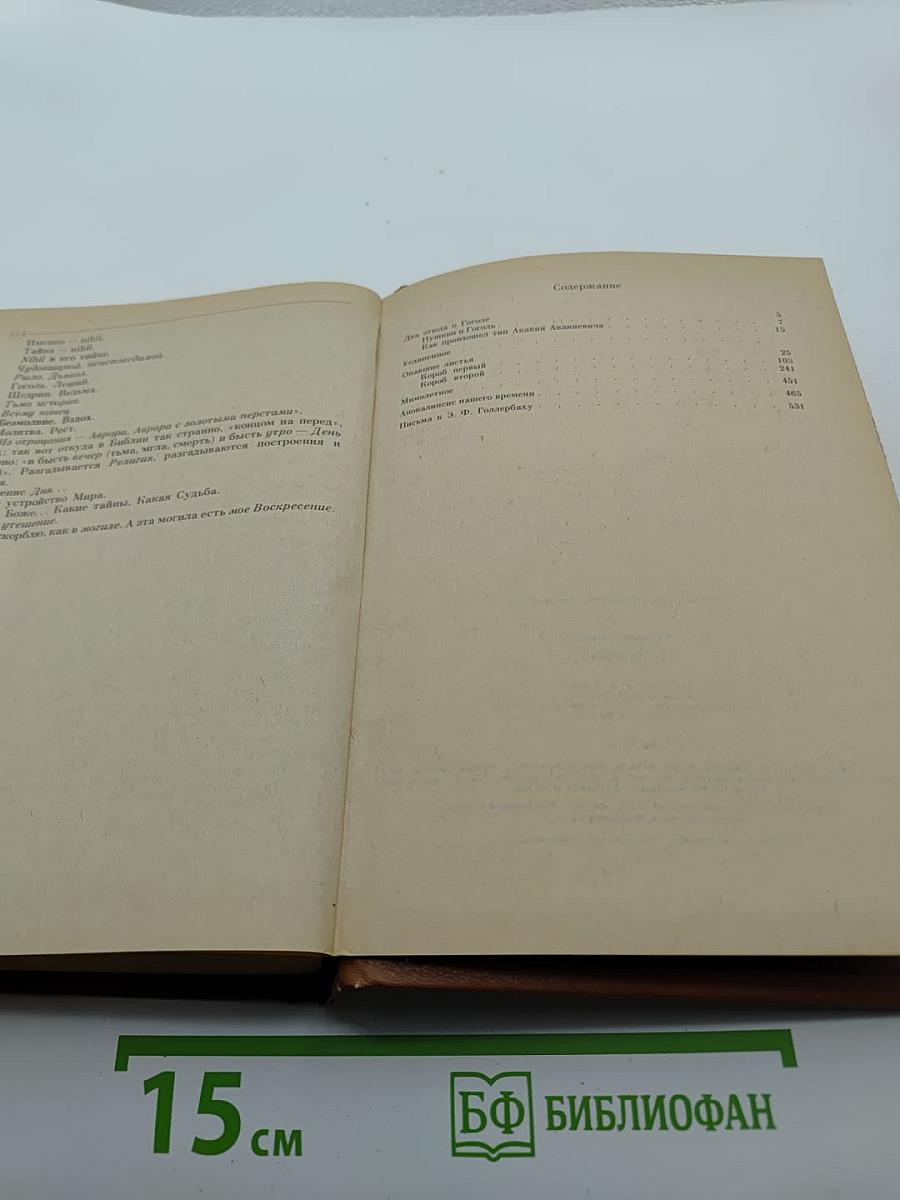 574
Именно — nihil.
Тайна — nihil.
Nihil в его тайне.
Чудовищной, неисповедимой.
Рыло. Дьявол.
Гоголь. Леший.
Щедрин. Ведьма.
Тьма истории.
Всему конец.
Безмолвие. Вздох.
Молитва. Рост.
Из отрицания — Аврора, Аврора с золотыми перстами».
: так вот откуда в Библии так странно, «концом на перед»,
но: «и бысть вечер (тьма, мгла, смерть) и бысть утро — День
». Разгадывается Религия, разгадываются построения и
я.
ение Дня...
устройство Мира.
Боже... Какие тайны. Какая Судьба.
утешение.
скорблю, как в могиле. А эта могила есть мое Воскресение.
Содержание
Два этюда о Гоголе 5
Пушкин и Гоголь 7
Как произошел тип Акакия Акакиевича 15
Уединенное 25
Опавшие листья 103
Короб первый
Короб второй 241
Мимолетное 451
Апокалипсис нашего времени 465
Письма к Э. Ф. Голлербаху 531
15 см
БФ БИБЛИОФАН